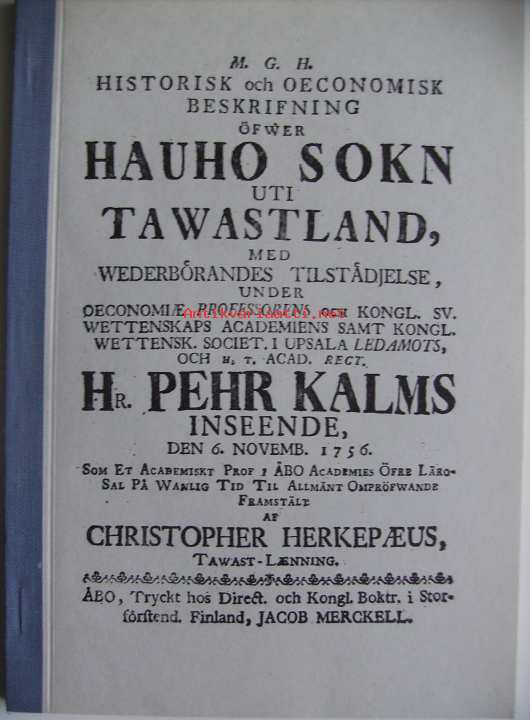 M. G. H.
HISTORISK och OECONOMISK
BESKRIFNING
ÖFWER
HAUHO SOKN
UTI
TAWASTLAND,
MED
WEDERBÖRANDES TILSTÅDJELSE,
UNDER
OECONOMIÆ PROFESSORENS OCH KONGL. SV.
Antikvariaatti.net
WETTENSKAPS ACADEMIENS SAMT KONGL.
WETTENSK. SOCIET. I UPSALA LEDAMOTS,
OCH H. T. ACAD. RECT.
HR. PEHR KALMS
INSEENDE,
DEN 6. NOVEMB. 1756.
SOM ET ACADEMISKT PROF I ÅBO ACADEMIES ÖFRE LÄRO-
SAL PÅ WANLIG TID TIL ALLMÄNT OMPRÖFWANDE
FRAMSTÄLT
AF
CHRISTOPHER HERKEPÆUS,
TAWAST-LÆNNING.
ÅBO, Tryckt hos Direct. och Kongl. Boktr. i Stor-
förstend. Finland, JACOB MERCKELL.